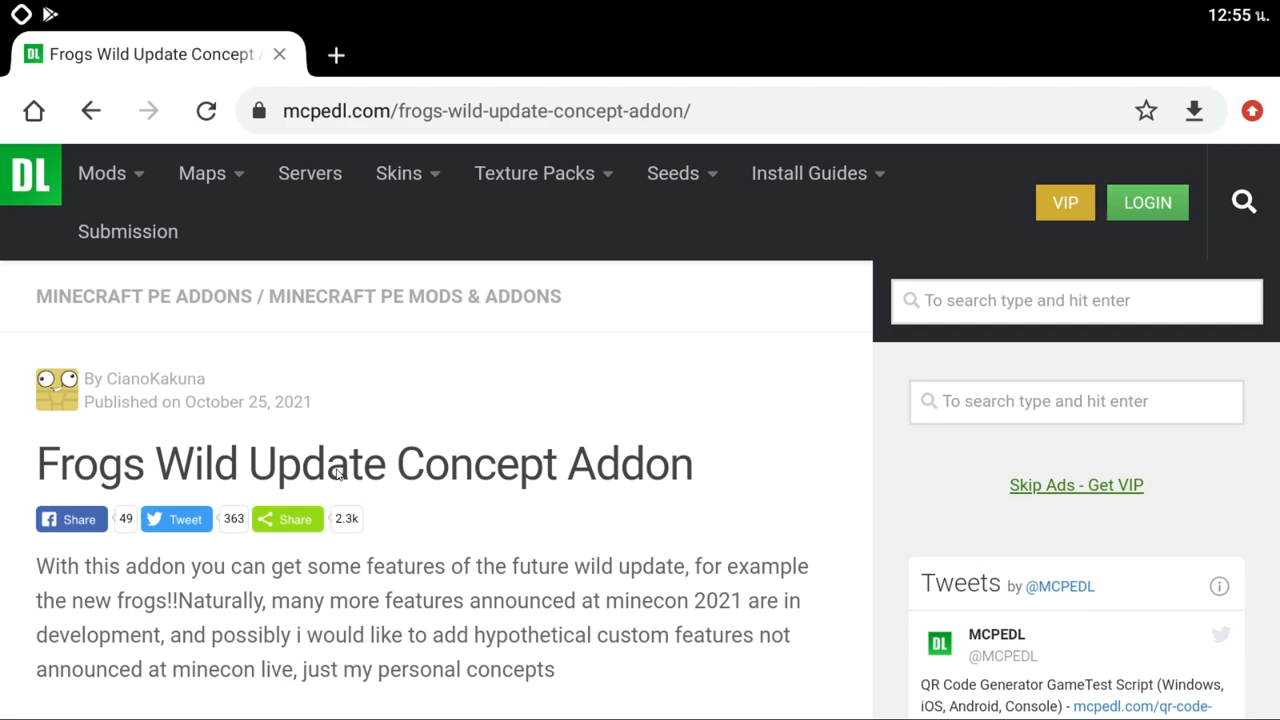 12:55 น.
DL Frogs Wild Update Concept
mcpedl.com/frogs-wild-update-concept-addon/
DL Mods Maps Servers Skins Texture Packs Seeds Install Guides
VIP LOGIN
Submission
MINECRAFT PE ADDONS / MINECRAFT PE MODS & ADDONS
To search type and hit enter
By CianoKakuna
Published on October 25, 2021
To search type and hit enter
Frogs Wild Update Concept Addon
Skip Ads - Get VIP
Share 49 Tweet 363 Share 2.3k
With this addon you can get some features of the future wild update, for example
the new frogs!!Naturally, many more features announced at minecon 2021 are in
development, and possibly i would like to add hypothetical custom features not
announced at minecon live, just my personal concepts
Tweets by @MCPEDL
DL MCPEDL
@MCPEDL
QR Code Generator GameTest Script (Windows,
iOS, Android, Console) - mcpedl.com/qr-code-